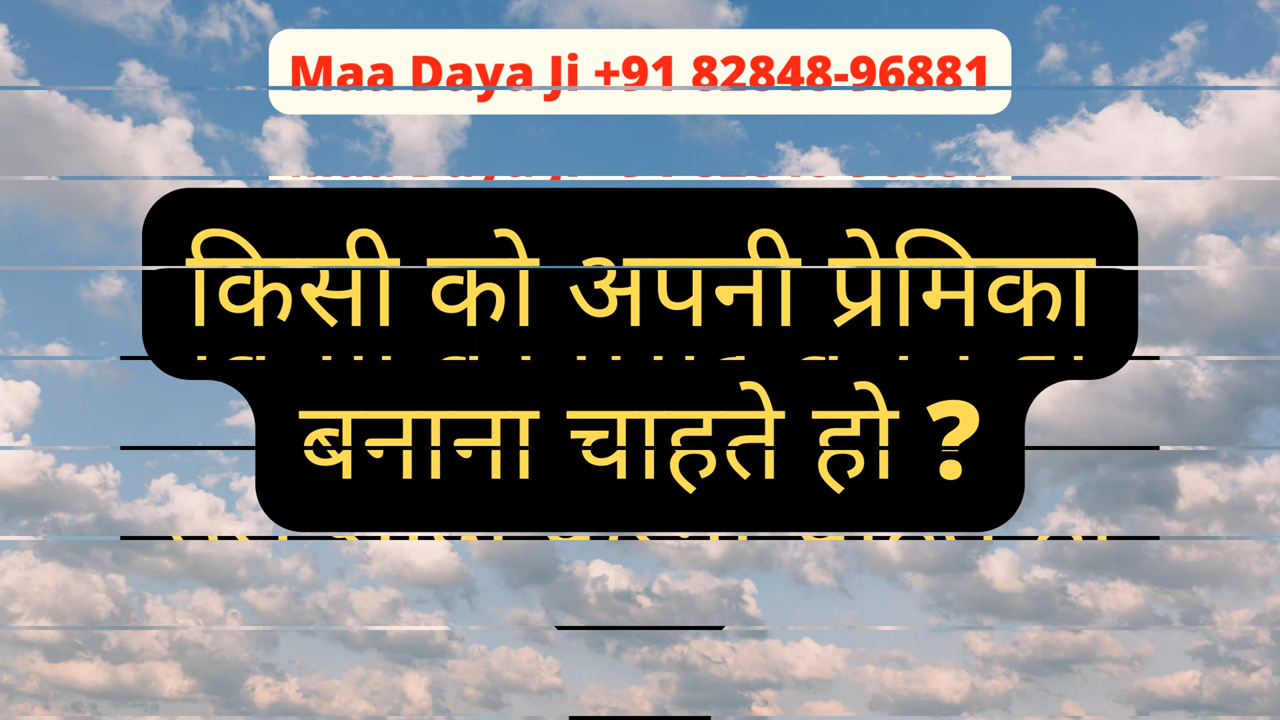 Maa Daya Ji +91 82848-96881
किसी को अपनी प्रेमिका
बनाना चाहते हो ?